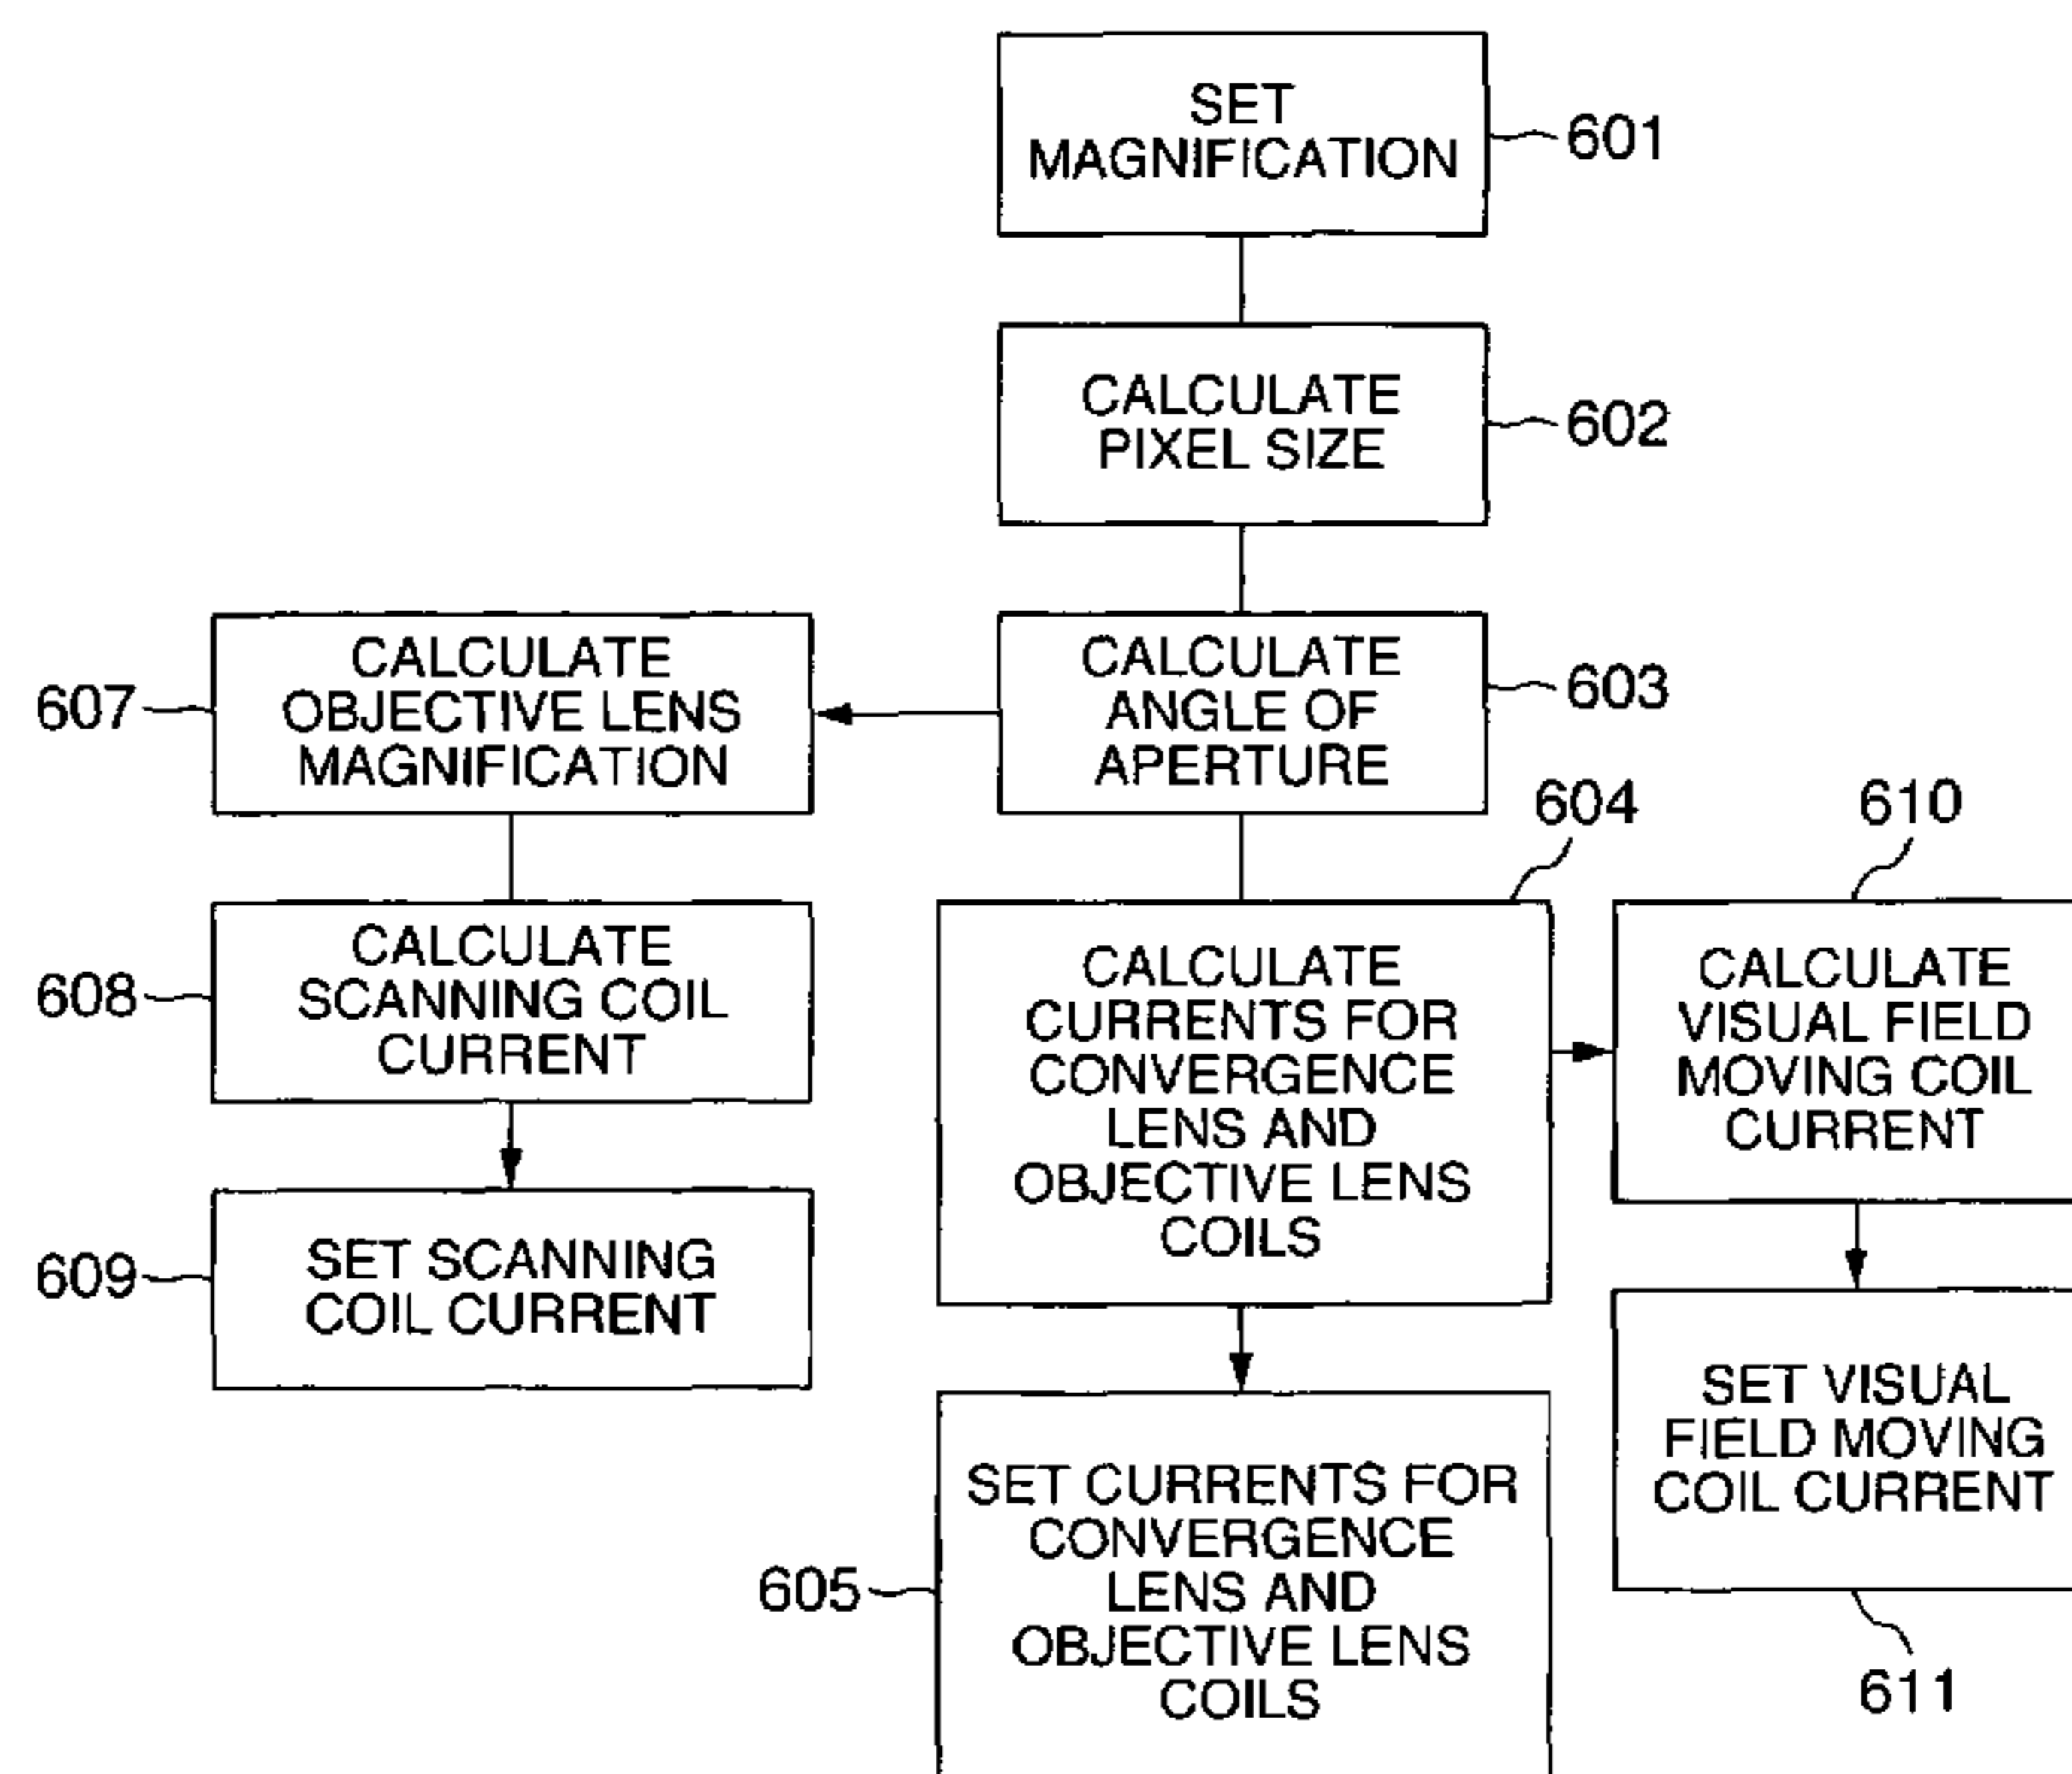 SET
MAGNIFICATION
601
CALCULATE
PIXEL SIZE
602
CALCULATE
ANGLE OF
APERTURE
603
607
CALCULATE
OBJECTIVE LENS
MAGNIFICATION
608
CALCULATE
SCANNING COIL
CURRENT
609
SET SCANNING
COIL CURRENT
604
CALCULATE
CURRENTS FOR
CONVERGENCE
LENS AND
OBJECTIVE LENS
COILS
610
CALCULATE
VISUAL FIELD
MOVING COIL
CURRENT
605
SET CURRENTS FOR
CONVERGENCE
LENS AND
OBJECTIVE LENS
COILS
SET VISUAL
FIELD MOVING
COIL CURRENT
611